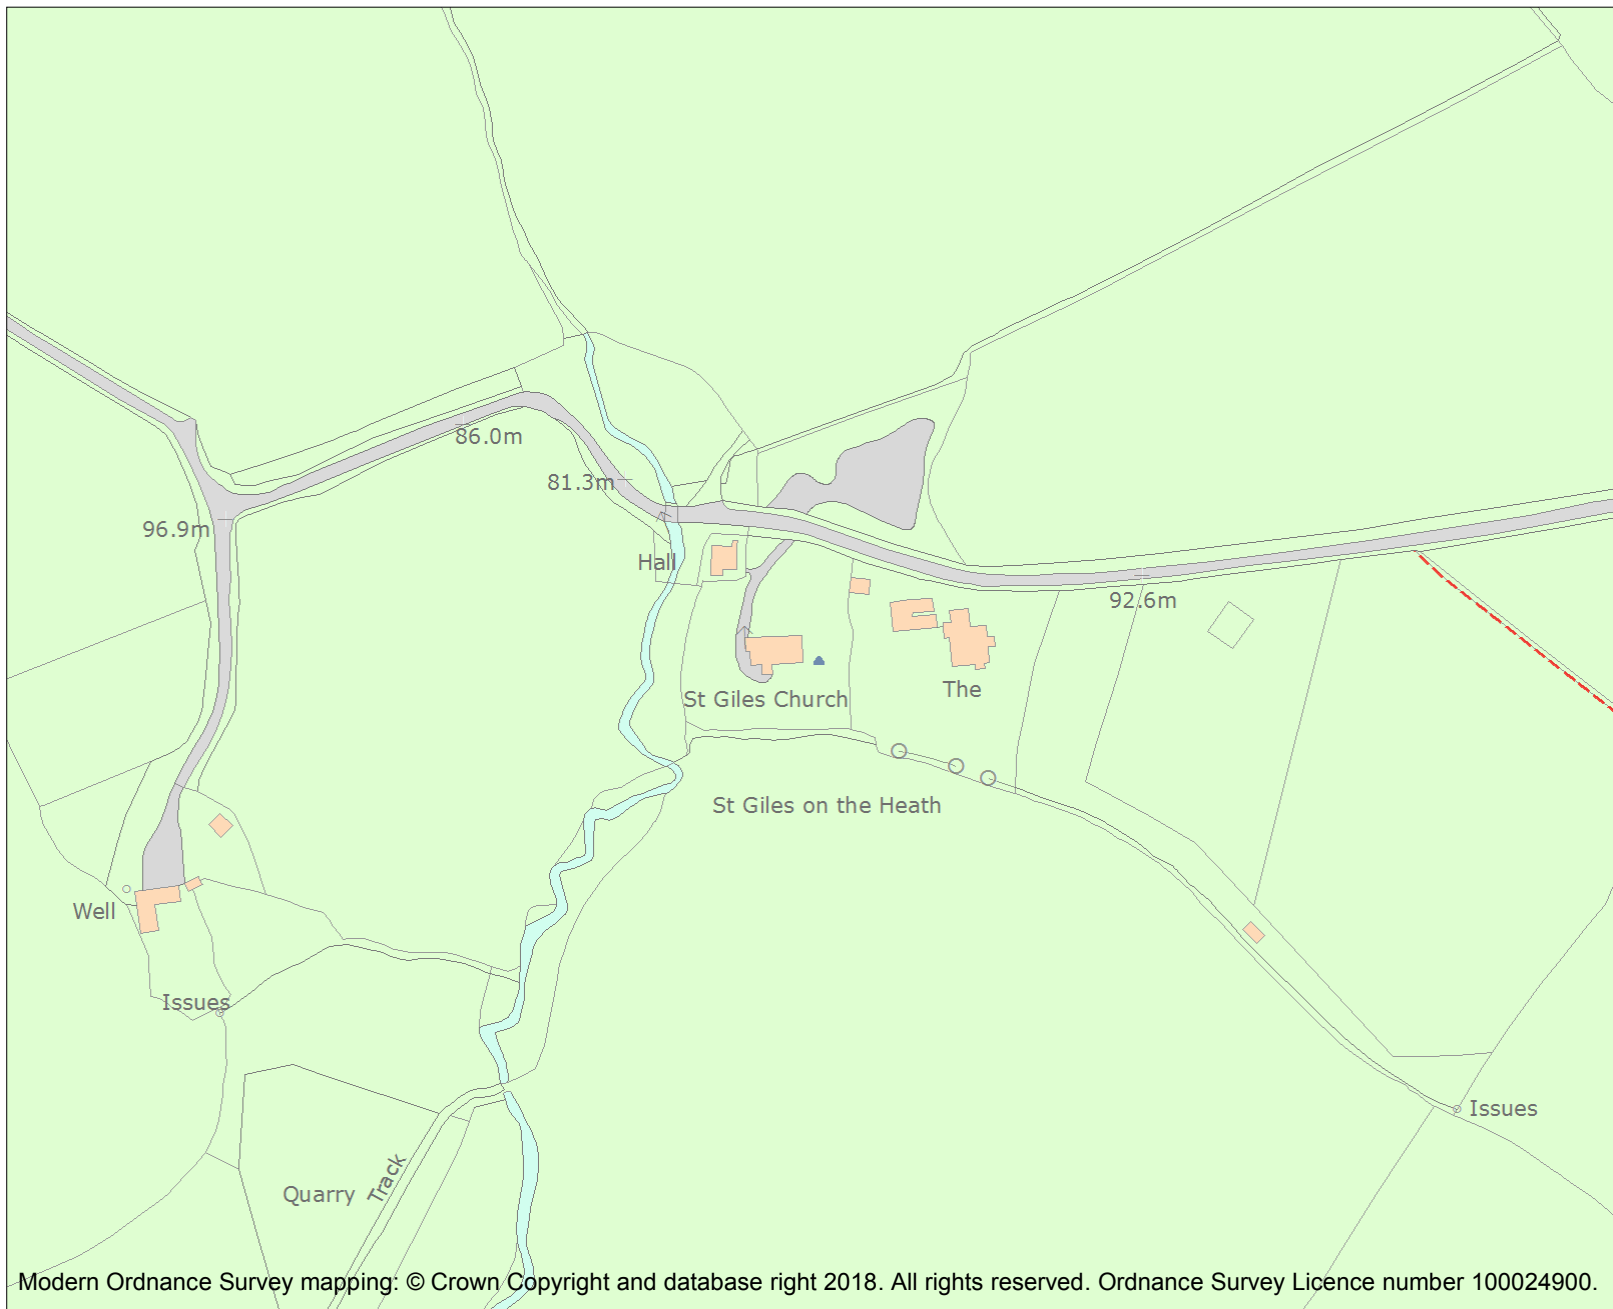 86.0m
81.3m
96.9m
Hall
92.6m
The
St Giles Church
St Giles on the Heath
Well
Issues
Issues
Track
Quarry
Modern Ordnance Survey mapping: © Crown Copyright and database right 2018. All rights reserved. Ordnance Survey Licence number 100024900.